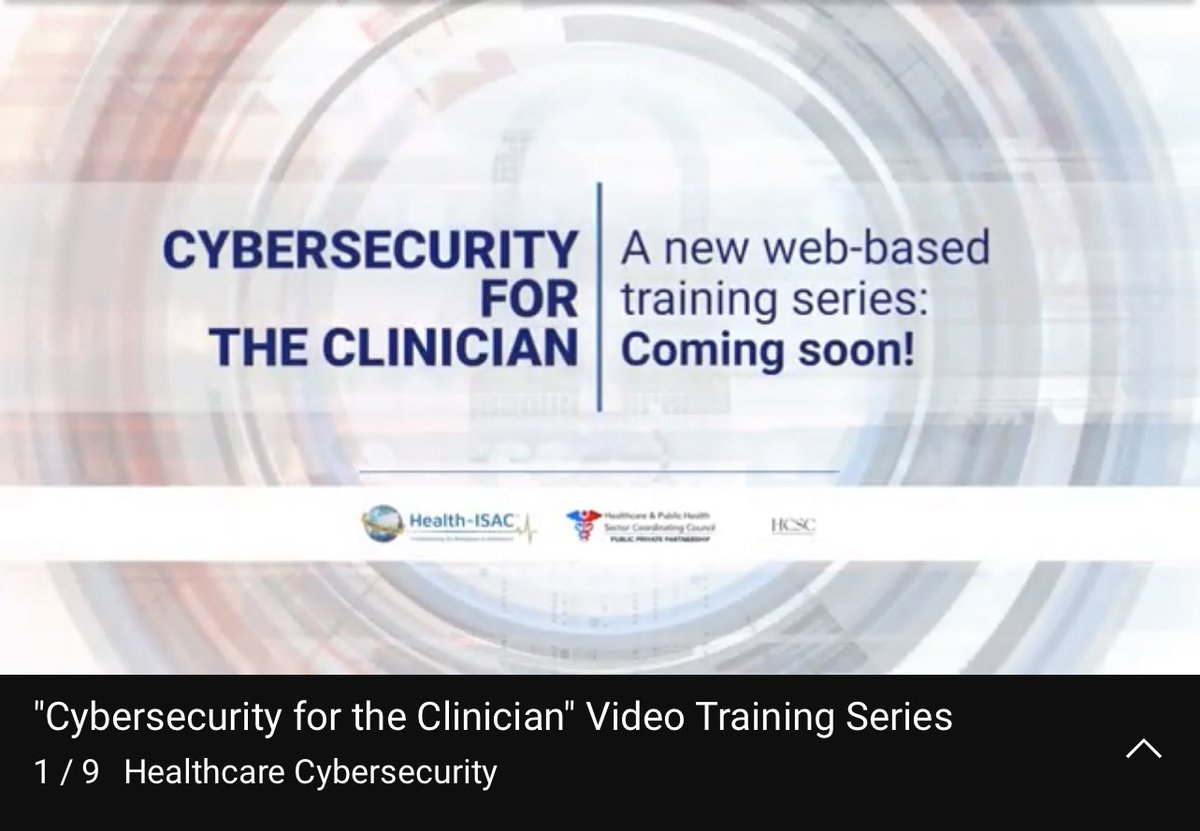 CYBERSECURITY
FOR
THE CLINICIAN
A new web-based
training series:
Coming soon!
Health-ISAC
Healthcare & Public Health
Sector Coordinating Council
PUBLIC PRIVATE PARTNERSHIP
HCSC
"Cybersecurity for the Clinician" Video Training Series
1 / 9 Healthcare Cybersecurity